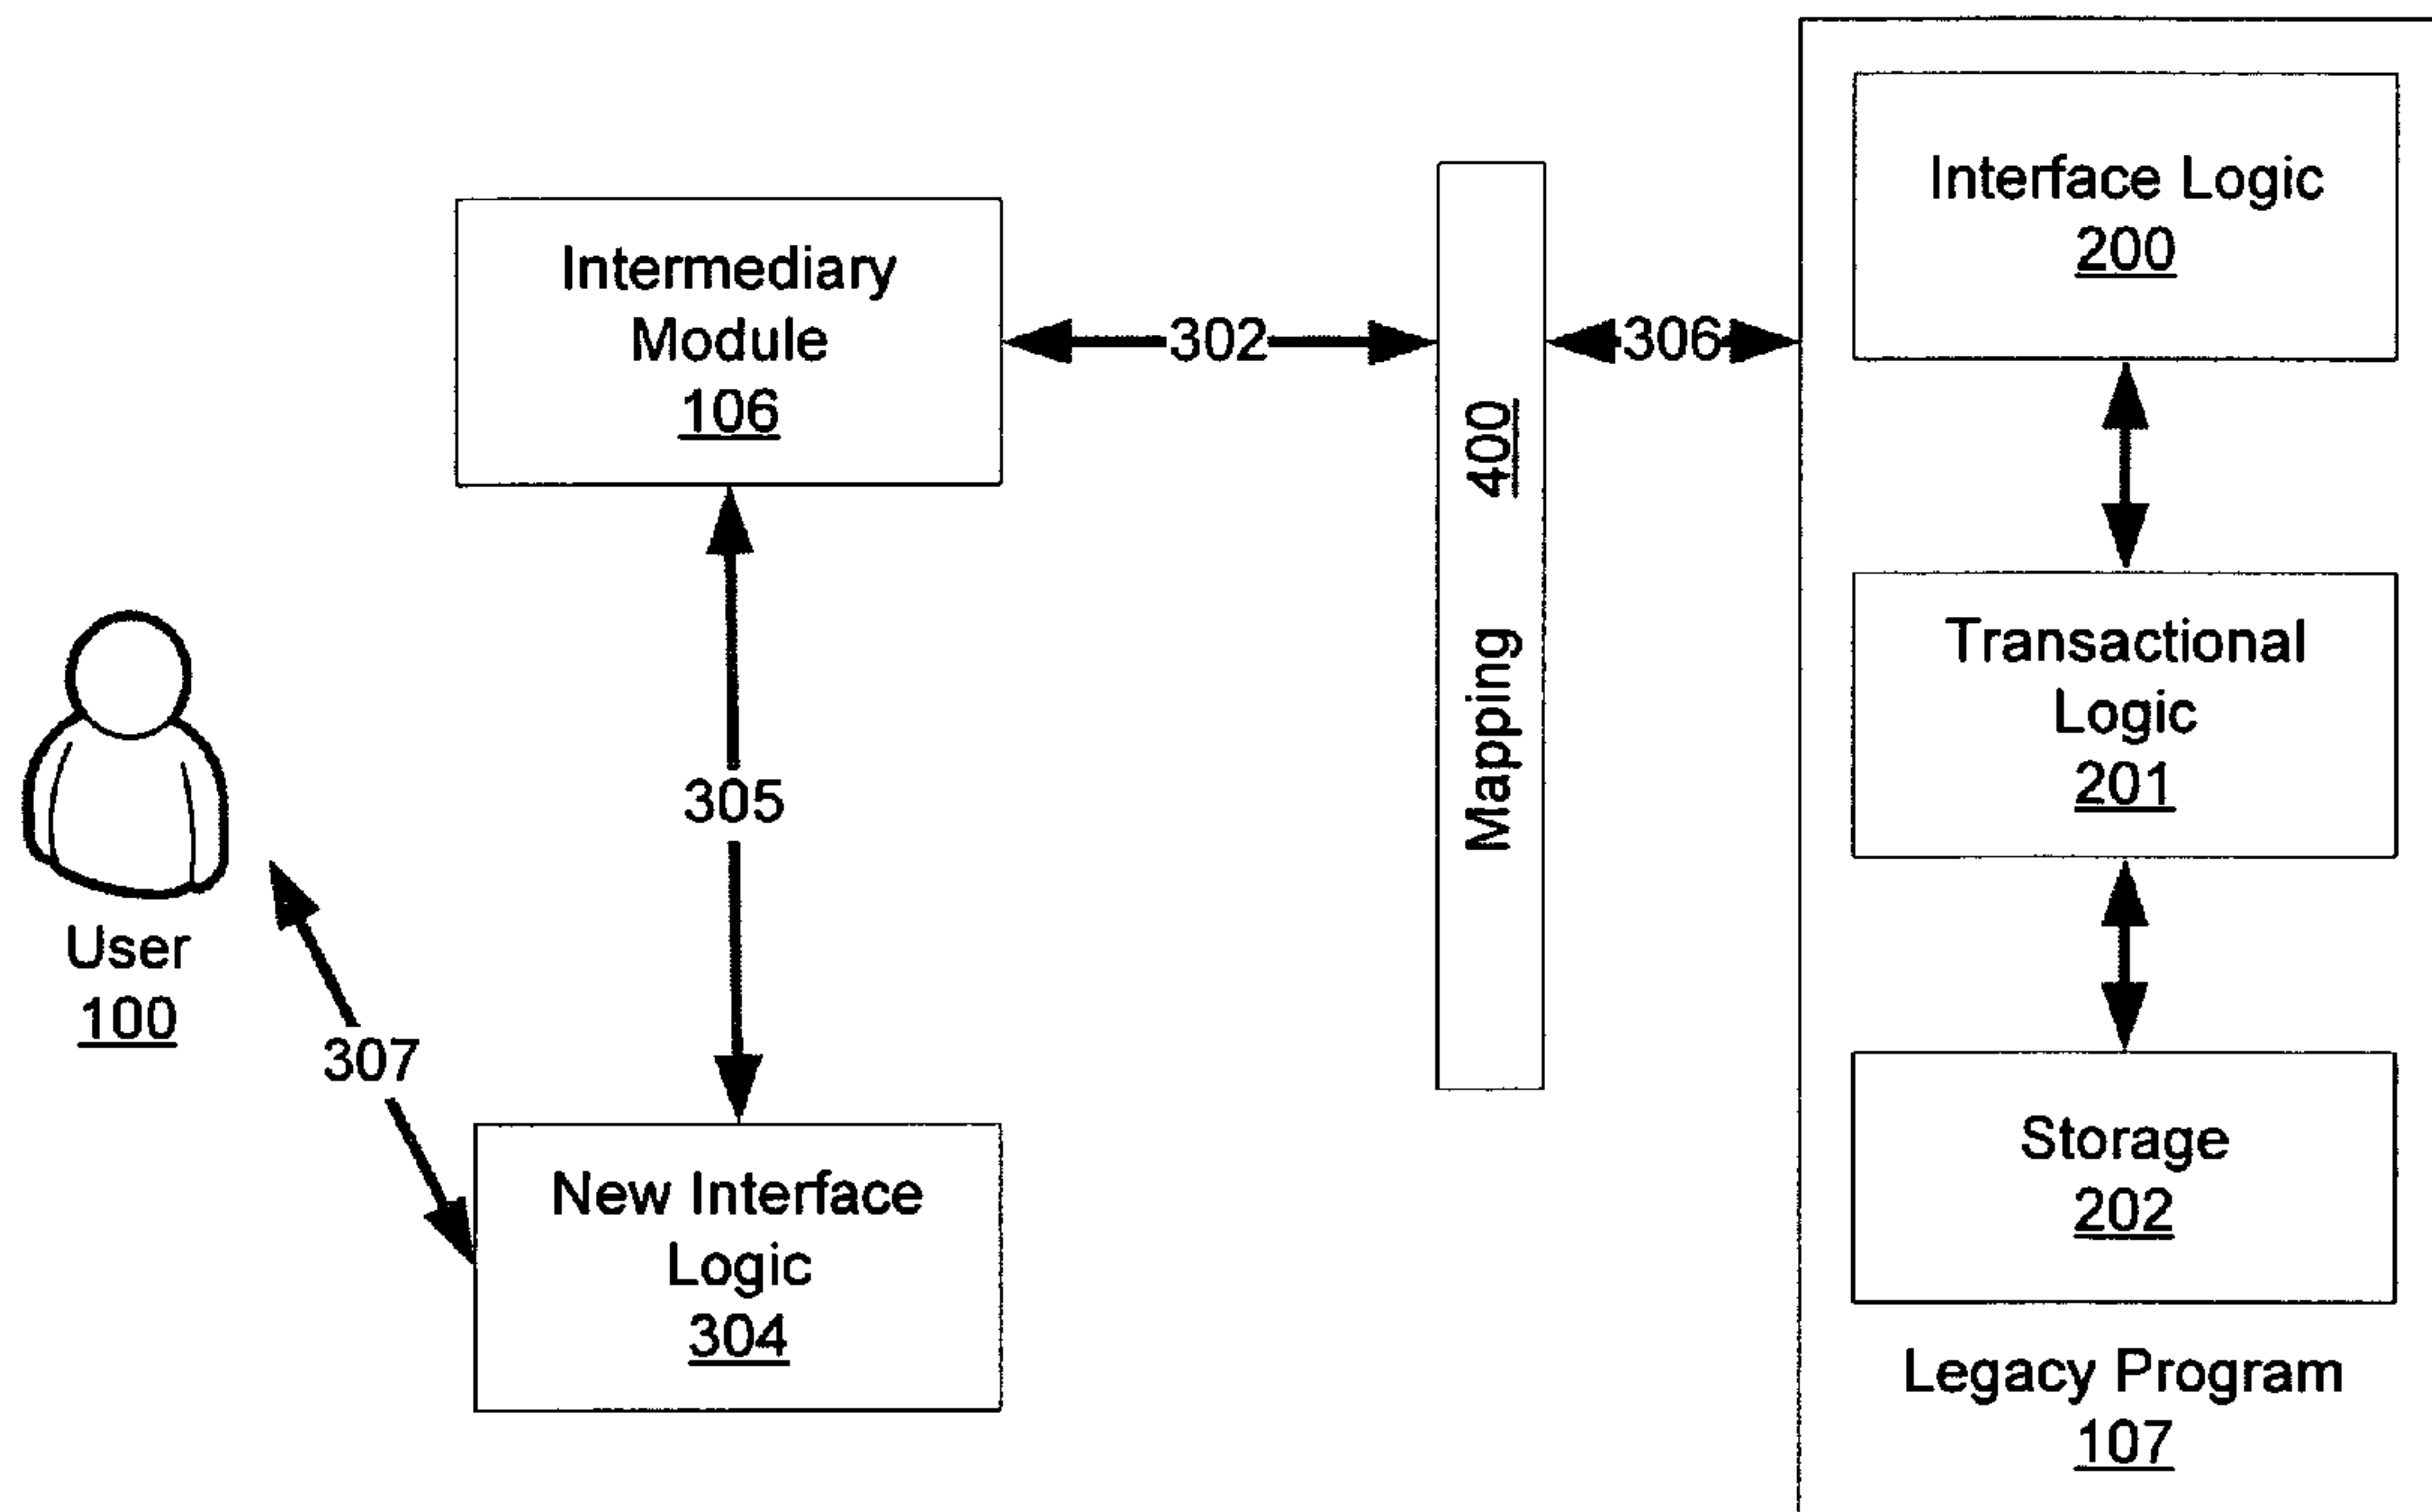 Intermediary
Module
106
302
Mapping 400
306
Interface Logic
200
Transactional
Logic
201
Storage
202
Legacy Program
107
User
100
307
305
New Interface
Logic
304